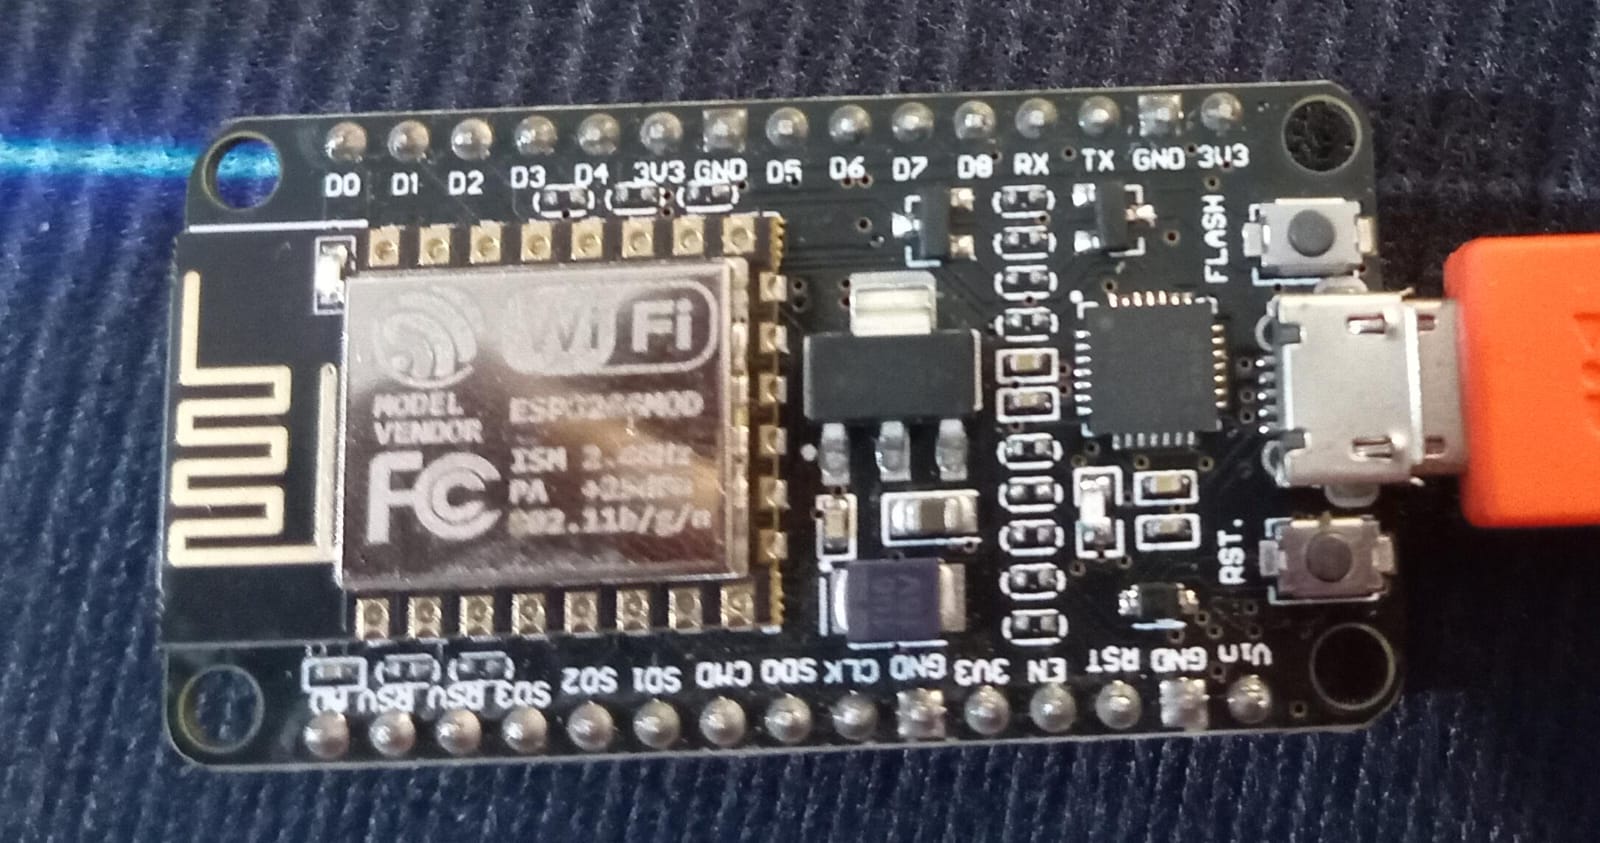 D0 D1 D2 D3 D4 3V3 GND D5 D6 D7 D8 RX TX GND 3V3
FLASH
WiFi
MODEL ESP8266MOD
VENDOR
ISM 2.4GHz
FC PA +25dBm
802.11b/g/n
RST.
A0 RSV RSV SD3 SD2 SD1 CMD SD0 CLK GND 3V3 EN RST GND Vin